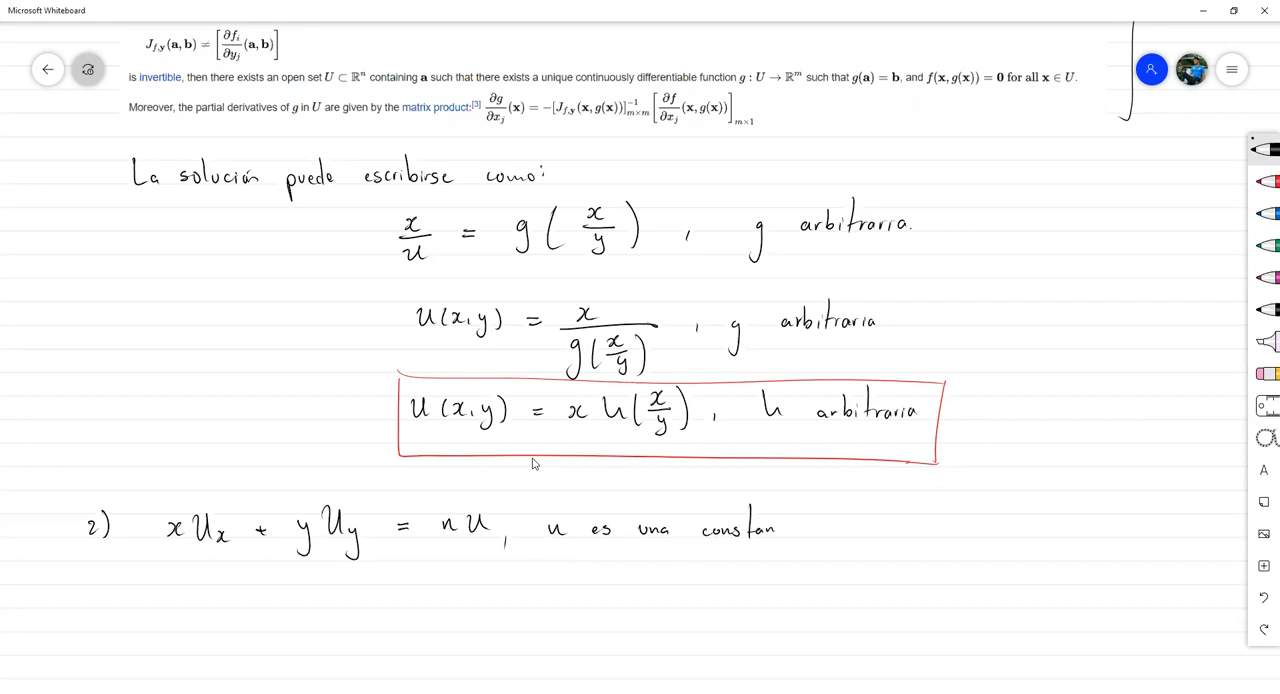 Microsoft Whiteboard
J_{f,y}(a, b) = [∂f_i/∂y_j (a, b)]
is invertible, then there exists an open set U ⊂ ℝⁿ containing a such that there exists a unique continuously differentiable function g : U → ℝᵐ such that g(a) = b, and f(x, g(x)) = 0 for all x ∈ U.
Moreover, the partial derivatives of g in U are given by the matrix product:[3] ∂g/∂x_j (x) = −[J_{f,y}(x, g(x))]⁻¹_{m×m} [∂f/∂x_j (x, g(x))]_{m×1}
La solución puede escribirse como:
x/u = g(x/y), g arbitraria.
u(x,y) = x/g(x/y), g arbitraria
u(x,y) = x h(x/y), h arbitraria
2) x u_x + y u_y = n u, n es una constan
A